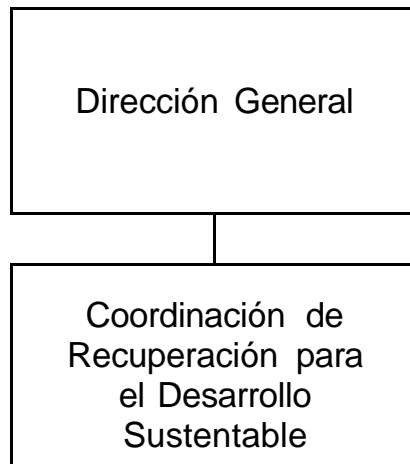 Dirección General
Coordinación de
Recuperación para
el Desarrollo
Sustentable